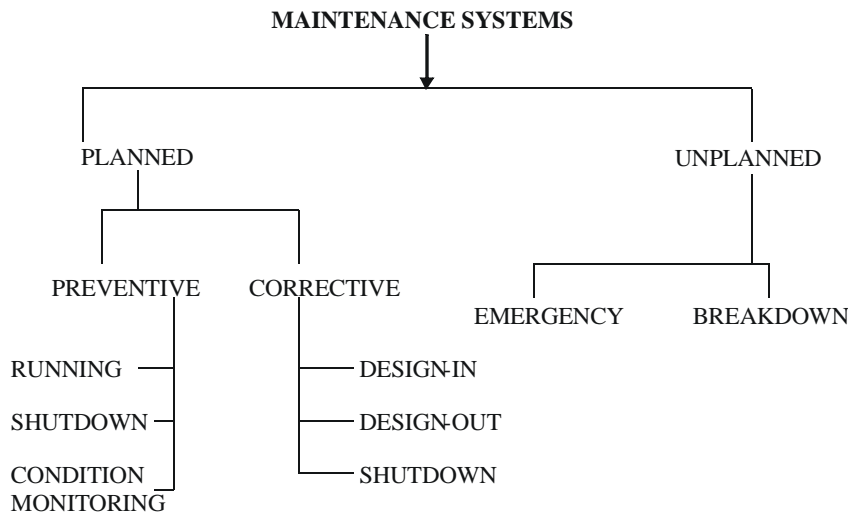 MAINTENANCE SYSTEMS
PLANNED
UNPLANNED
PREVENTIVE
CORRECTIVE
EMERGENCY
BREAKDOWN
RUNNING
SHUTDOWN
CONDITION
MONITORING
DESIGN-IN
DESIGN-OUT
SHUTDOWN